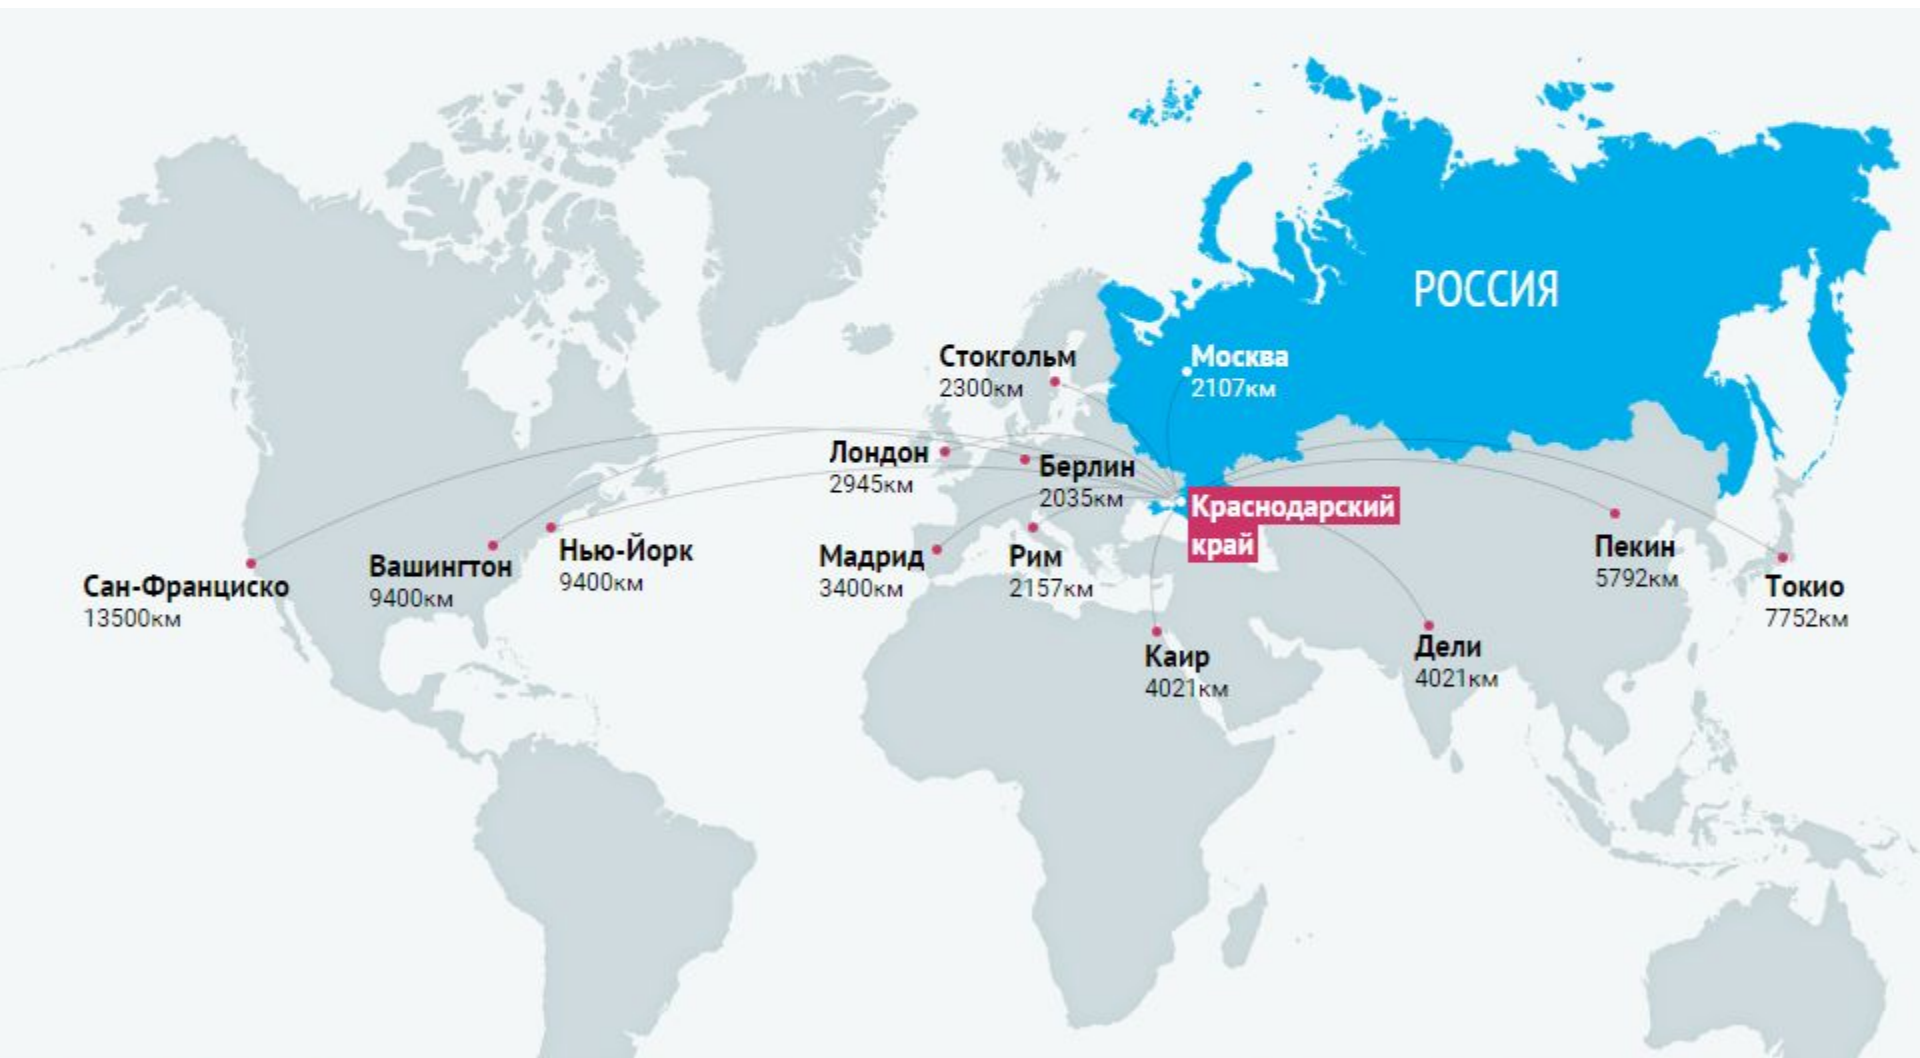 РОССИЯ
Стокгольм
2300км
Москва
2107км
Лондон
2945км
Берлин
2035км
Краснодарский
край
Сан-Франциско
13500км
Вашингтон
9400км
Нью-Йорк
9400км
Мадрид
3400км
Рим
2157км
Пекин
5792км
Токио
7752км
Каир
4021км
Дели
4021км